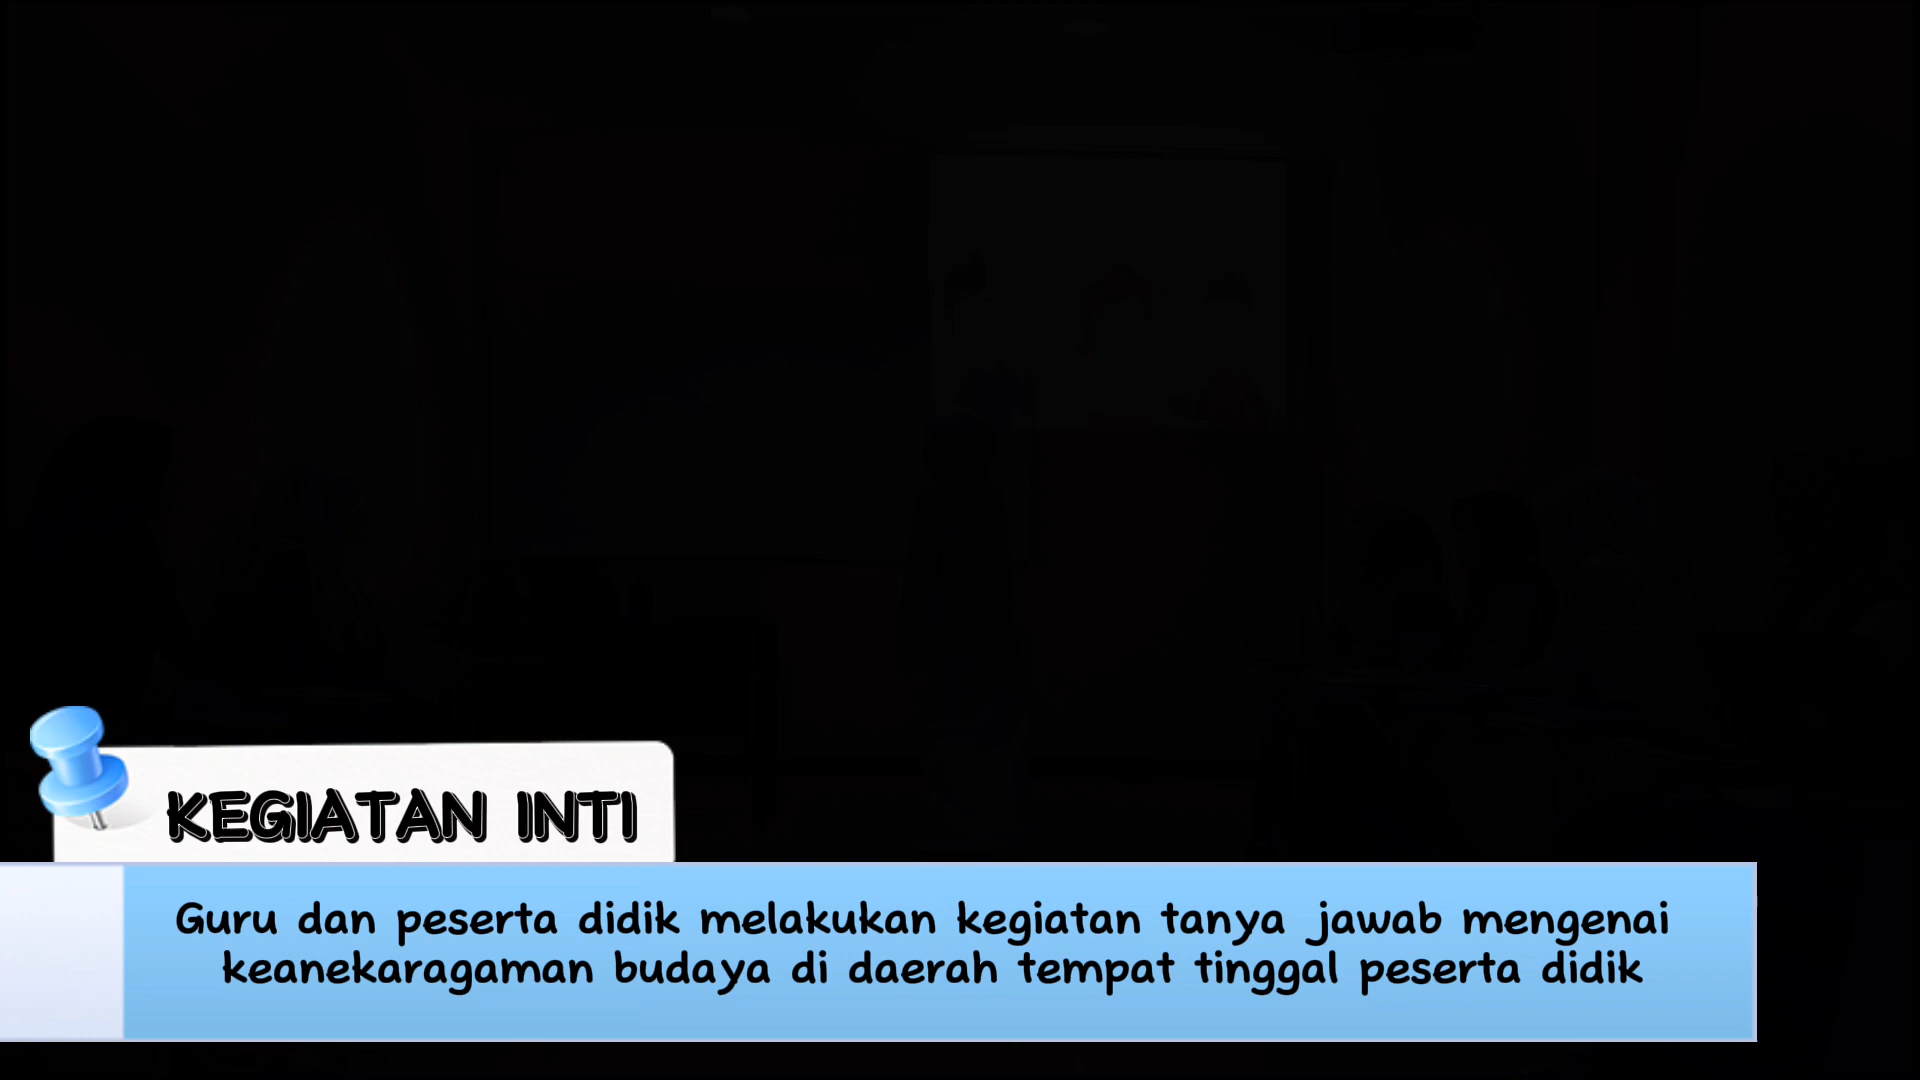 KEGIATAN INTI
Guru dan peserta didik melakukan kegiatan tanya jawab mengenai
keanekaragaman budaya di daerah tempat tinggal peserta didik